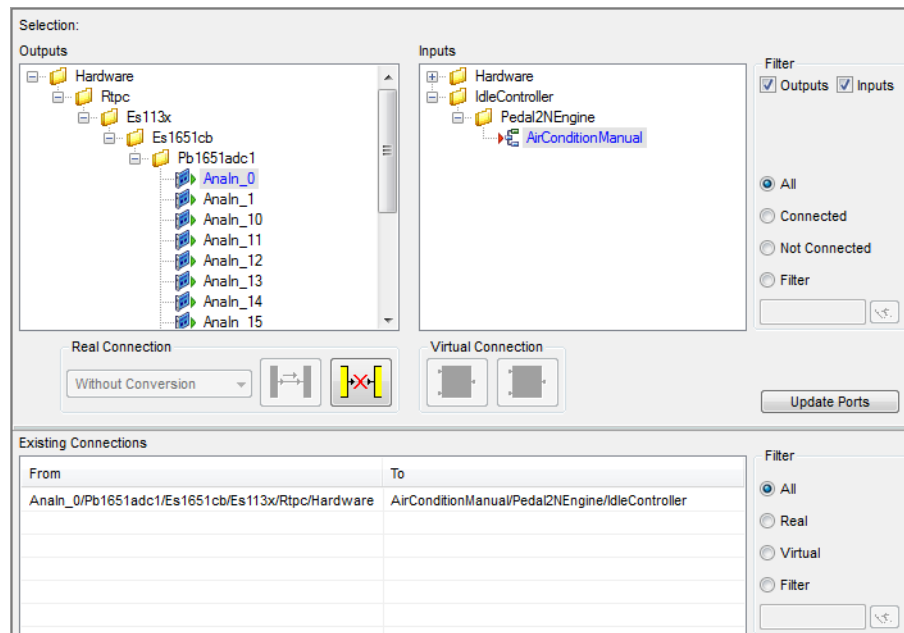 Selection:
Outputs
Hardware
Rtpc
Es113x
Es1651cb
Pb1651adc1
AnaIn_0
AnaIn_1
AnaIn_10
AnaIn_11
AnaIn_12
AnaIn_13
AnaIn_14
AnaIn_15
Inputs
Hardware
IdleController
Pedal2NEngine
AirConditionManual
Filter
Outputs Inputs
All
Connected
Not Connected
Filter
Real Connection
Without Conversion
Virtual Connection
Update Ports
Existing Connections
From To
AnaIn_0/Pb1651adc1/Es1651cb/Es113x/Rtpc/Hardware AirConditionManual/Pedal2NEngine/IdleController
Filter
All
Real
Virtual
Filter